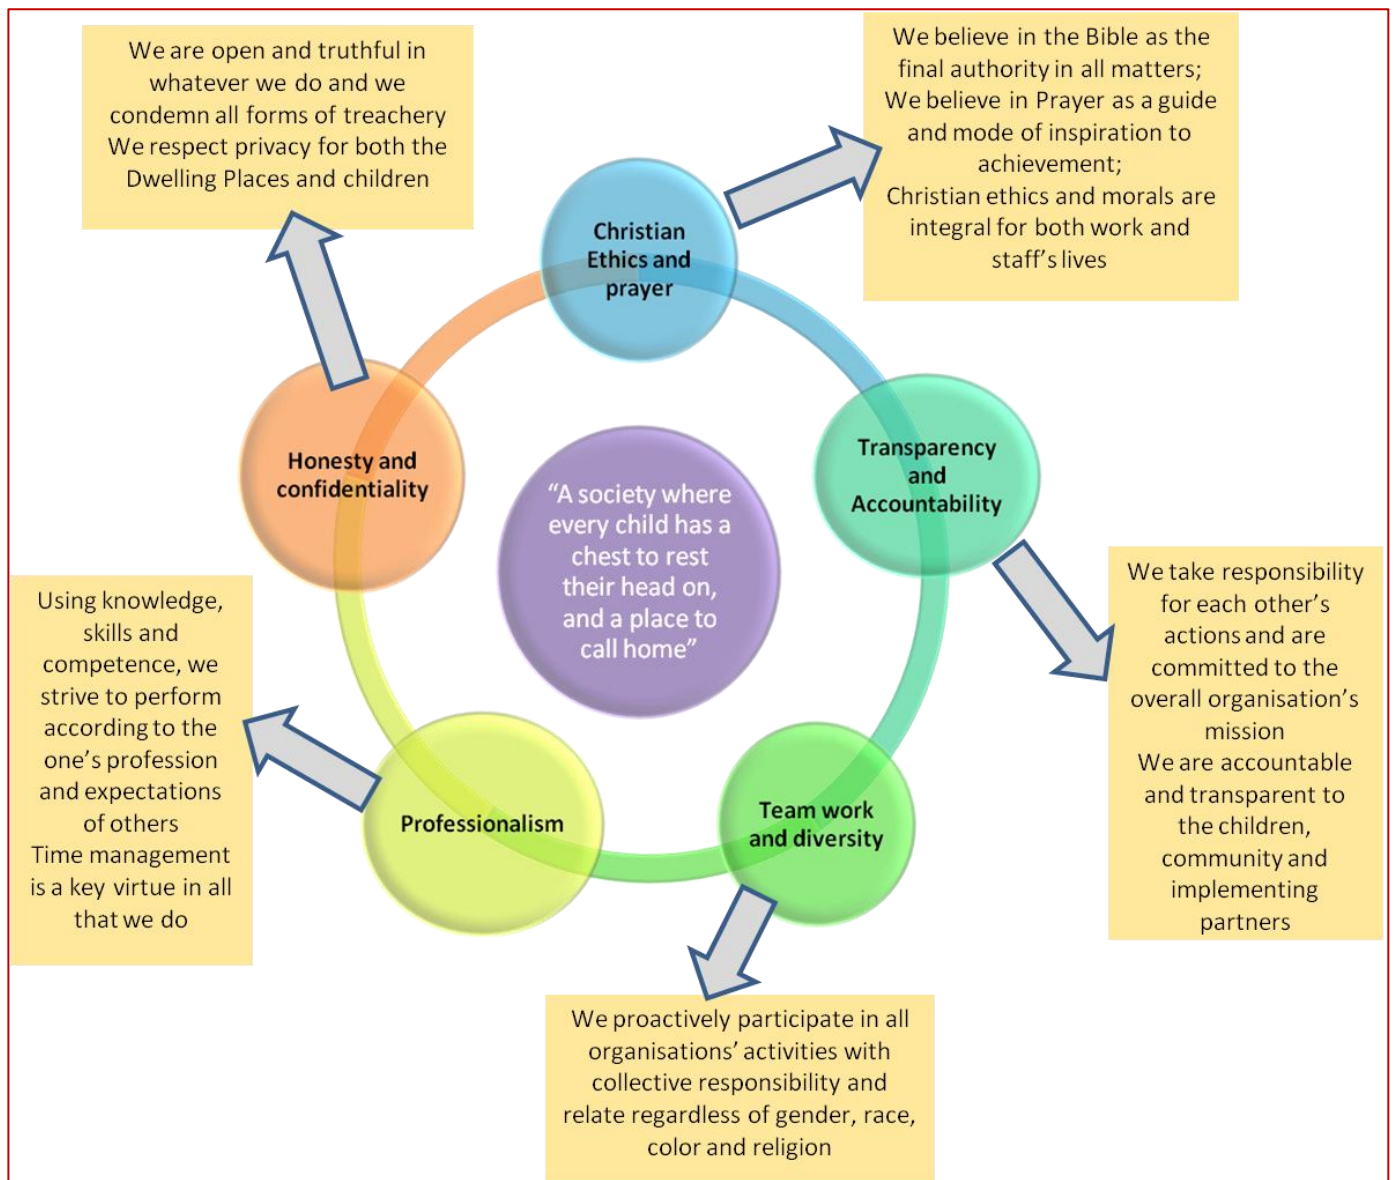 We are open and truthful in
whatever we do and we
condemn all forms of treachery
We respect privacy for both the
Dwelling Places and children
We believe in the Bible as the
final authority in all matters;
We believe in Prayer as a guide
and mode of inspiration to
achievement;
Christian ethics and morals are
integral for both work and
staff’s lives
Christian
Ethics and
prayer
Honesty and
confidentiality
Transparency
and
Accountability
“A society where
every child has a
chest to rest
their head on,
and a place to
call home”
Using knowledge,
skills and
competence, we
strive to perform
according to the
one’s profession
and expectations
of others
Time management
is a key virtue in all
that we do
We take responsibility
for each other’s
actions and are
committed to the
overall organisation’s
mission
We are accountable
and transparent to
the children,
community and
implementing
partners
Professionalism
Team work
and diversity
We proactively participate in all
organisations’ activities with
collective responsibility and
relate regardless of gender, race,
color and religion